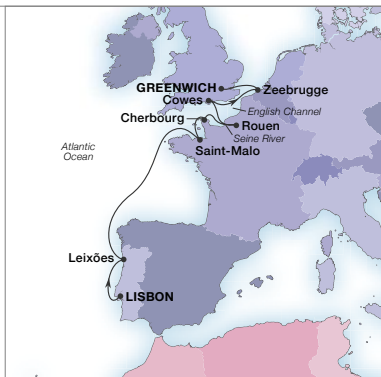 GREENWICH
Zeebrugge
Cowes
English Channel
Cherbourg
Rouen
Seine River
Saint-Malo
Atlantic
Ocean
Leixões
LISBON